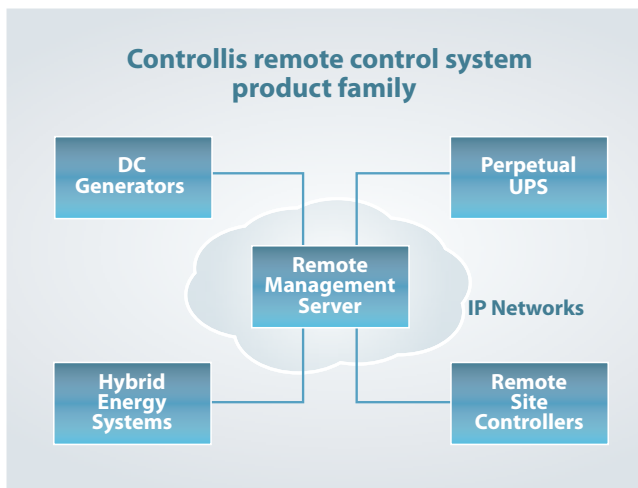 Controllis remote control system
product family
DC
Generators
Perpetual
UPS
Remote
Management
Server
IP Networks
Hybrid
Energy
Systems
Remote
Site
Controllers